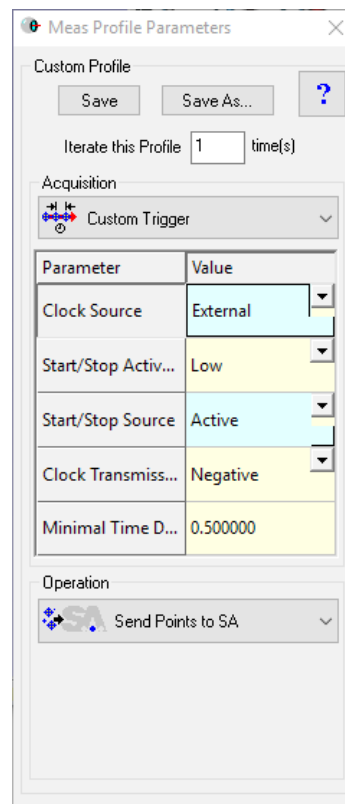 Meas Profile Parameters
Custom Profile
Save Save As... ?
Iterate this Profile 1 time(s)
Acquisition
Custom Trigger
Parameter Value
Clock Source External
Start/Stop Activ... Low
Start/Stop Source Active
Clock Transmiss... Negative
Minimal Time D... 0.500000
Operation
SA Send Points to SA